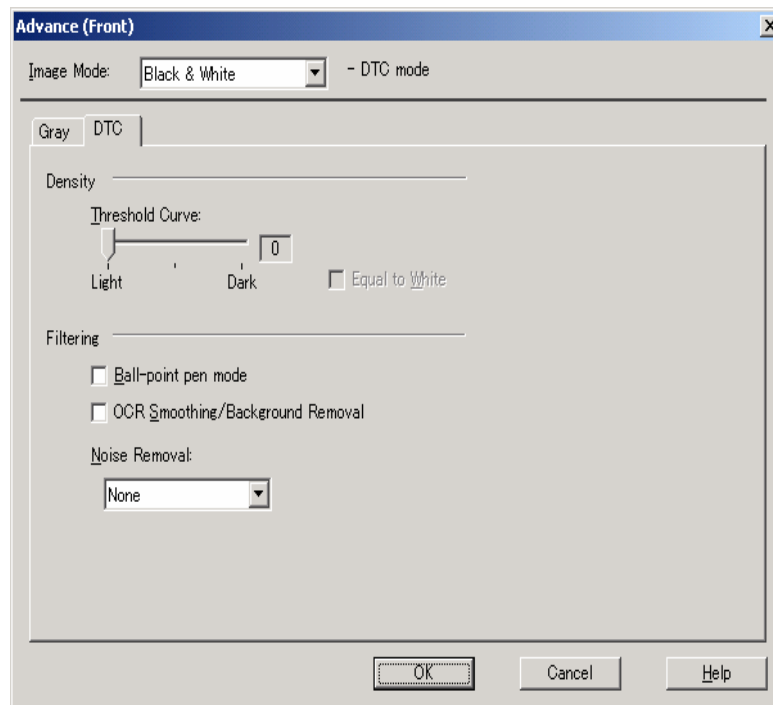 Advance (Front)
Image Mode: Black & White - DTC mode
Gray DTC
Density
Threshold Curve:
0
Light Dark Equal to White
Filtering
Ball-point pen mode
OCR Smoothing/Background Removal
Noise Removal:
None
OK Cancel Help